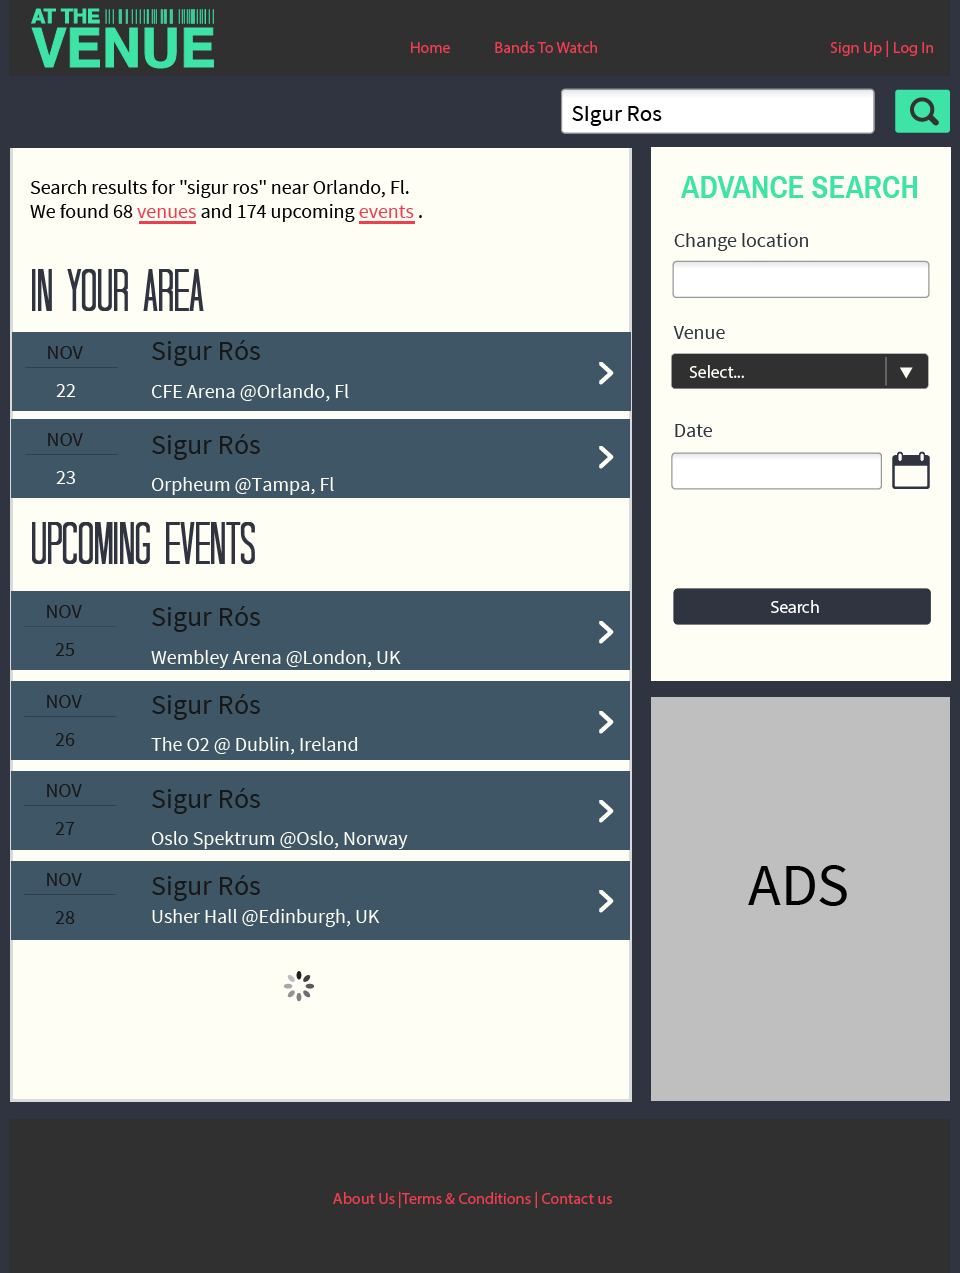 AT THE
VENUE
Home
Bands To Watch
Sign Up | Log In
SIgur Ros
Search results for "sigur ros" near Orlando, Fl.
We found 68 venues and 174 upcoming events .
IN YOUR AREA
NOV
22
Sigur Rós
CFE Arena @Orlando, Fl
NOV
23
Sigur Rós
Orpheum @Tampa, Fl
UPCOMING EVENTS
NOV
25
Sigur Rós
Wembley Arena @London, UK
NOV
26
Sigur Rós
The O2 @ Dublin, Ireland
NOV
27
Sigur Rós
Oslo Spektrum @Oslo, Norway
NOV
28
Sigur Rós
Usher Hall @Edinburgh, UK
ADVANCE SEARCH
Change location
Venue
Select...
Date
Search
ADS
About Us |Terms & Conditions | Contact us